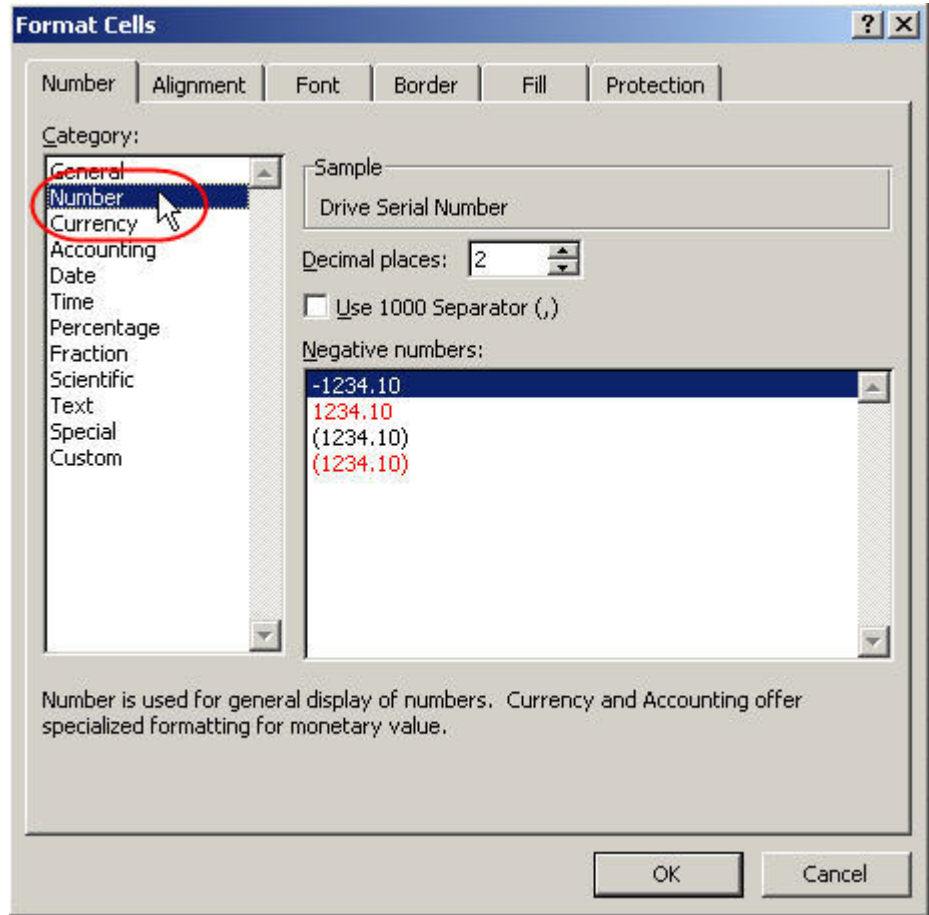 Format Cells
Number Alignment Font Border Fill Protection
Category:
General
Number
Currency
Accounting
Date
Time
Percentage
Fraction
Scientific
Text
Special
Custom
Sample
Drive Serial Number
Decimal places: 2
Use 1000 Separator (,)
Negative numbers:
-1234.10
1234.10
(1234.10)
(1234.10)
Number is used for general display of numbers. Currency and Accounting offer
specialized formatting for monetary value.
OK Cancel